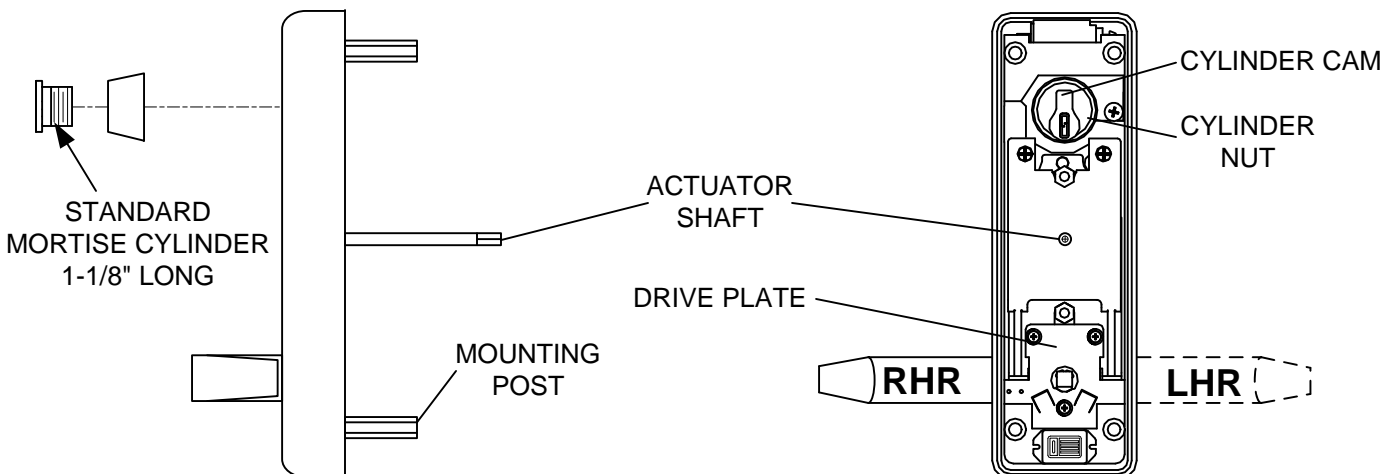 CYLINDER CAM
CYLINDER
NUT
ACTUATOR
SHAFT
STANDARD
MORTISE CYLINDER
1-1/8" LONG
DRIVE PLATE
MOUNTING
POST
RHR
LHR